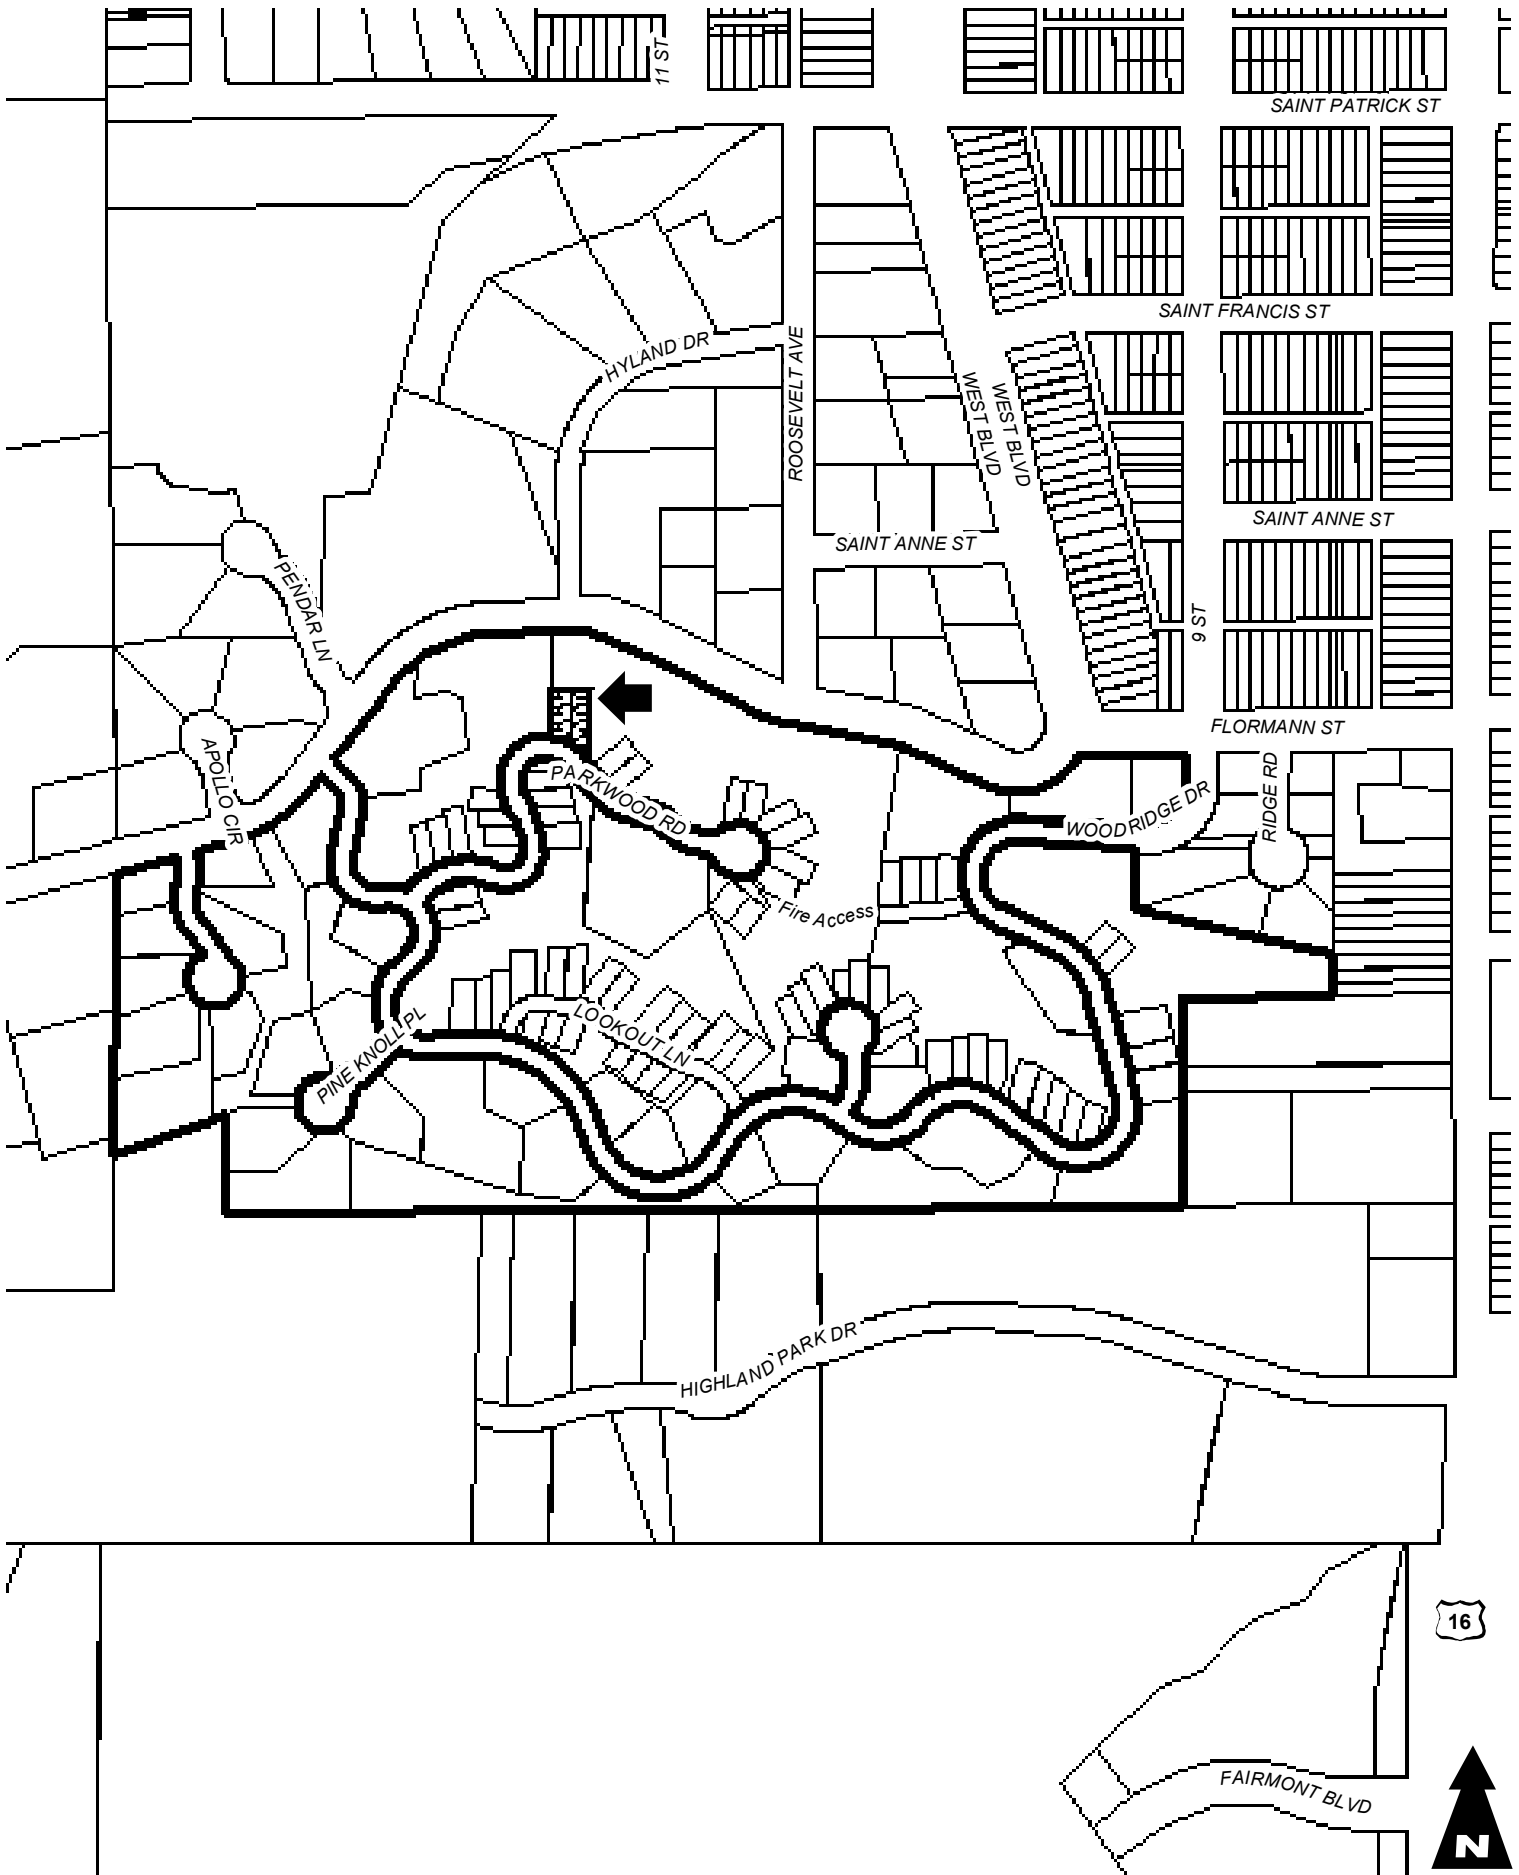 11 ST
SAINT PATRICK ST
SAINT FRANCIS ST
HYLAND DR
ROOSEVELT AVE
WEST BLVD
WEST BLVD
SAINT ANNE ST
SAINT ANNE ST
PENDAR LN
9 ST
FLORMANN ST
APOLLO CIR
PARKWOOD RD
WOODRIDGE DR
RIDGE RD
Fire Access
PINE KNOLL PL
LOOKOUT LN
HIGHLAND PARK DR
16
FAIRMONT BLVD
N